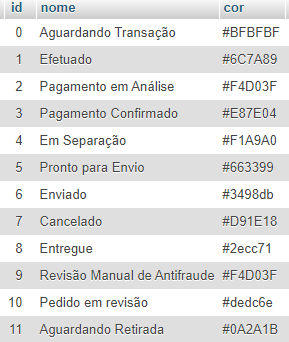 id nome cor
0 Aguardando Transação #BFBFBF
1 Efetuado #6C7A89
2 Pagamento em Análise #F4D03F
3 Pagamento Confirmado #E87E04
4 Em Separação #F1A9A0
5 Pronto para Envio #663399
6 Enviado #3498db
7 Cancelado #D91E18
8 Entregue #2ecc71
9 Revisão Manual de Antifraude #F4D03F
10 Pedido em revisão #dedc6e
11 Aguardando Retirada #0A2A1B